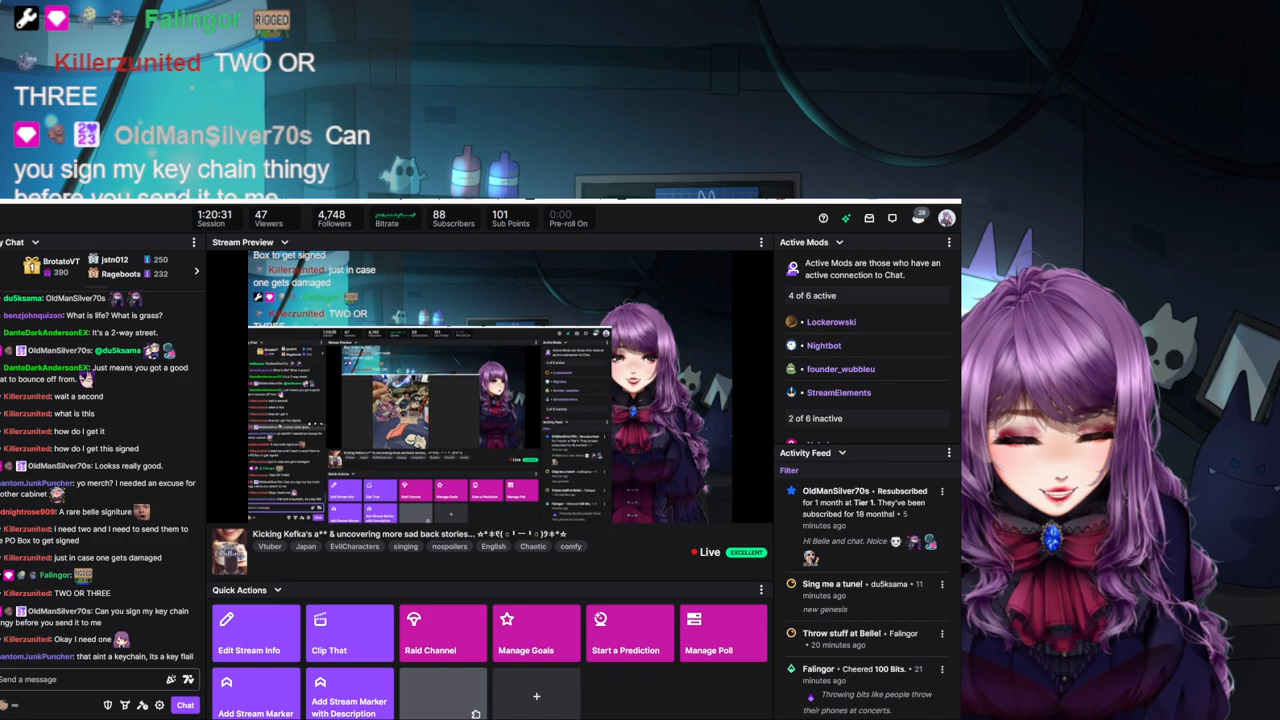 Falingor RIGGED
Killerzunited TWO OR
THREE
OldManSilver70s Can
you sign my key chain thingy
before you send it to me
1:20:31
Session
47
Viewers
4,748
Followers
Bitrate
88
Subscribers
101
Sub Points
0:00
Pre-roll On
28
y Chat
BrotatoVT
390
jstn012 250
Rageboots 232
du5ksama: OldManSilver70s
benzjohnquizon: What is life? What is grass?
DanteDarkAndersonEX: It's a 2-way street.
OldManSilver70s: @du5ksama
DanteDarkAndersonEX: Just means you got a good
at to bounce off from.
Killerzunited: wait a second
Killerzunited: what is this
Killerzunited: how do I get it
Killerzunited: how do I get this signed
OldManSilver70s: Lookss really good.
antomJunkPuncher: yo merch? I needed an excuse for
other cabinet
dnightrose909: A rare belle signiture
Killerzunited: I need two and I need to send them to
e PO Box to get signed
Killerzunited: just in case one gets damaged
Falingor: RIGGED
Killerzunited: TWO OR THREE
OldManSilver70s: Can you sign my key chain
ngy before you send it to me
Killerzunited: Okay I need one
antomJunkPuncher: that aint a keychain, its a key flail
Send a message
Chat
Stream Preview
Box to get signed
Killerzunited just in case
one gets damaged
Falingor
Killerzunited TWO OR
Kicking Kefka's a** & uncovering more sad back stories...
Vtuber Japan EvilCharacters singing nospoilers English Chaotic comfy
Live EXCELLENT
Quick Actions
Edit Stream Info
Clip That
Raid Channel
Manage Goals
Start a Prediction
Manage Poll
Add Stream Marker
Add Stream Marker
with Description
Active Mods
Active Mods are those who have an
active connection to Chat.
4 of 6 active
Lockerowski
Nightbot
founder_wubbleu
StreamElements
2 of 6 inactive
Activity Feed
Filter
OldManSilver70s • Resubscribed
for 1 month at Tier 1. They've been
subscribed for 18 months! • 5
minutes ago
Hi Belle and chat. Noice
Sing me a tune! • du5ksama • 11
minutes ago
new genesis
Throw stuff at Belle! • Falingor
• 20 minutes ago
Falingor • Cheered 100 Bits. • 21
minutes ago
Throwing bits like people throw
their phones at concerts.